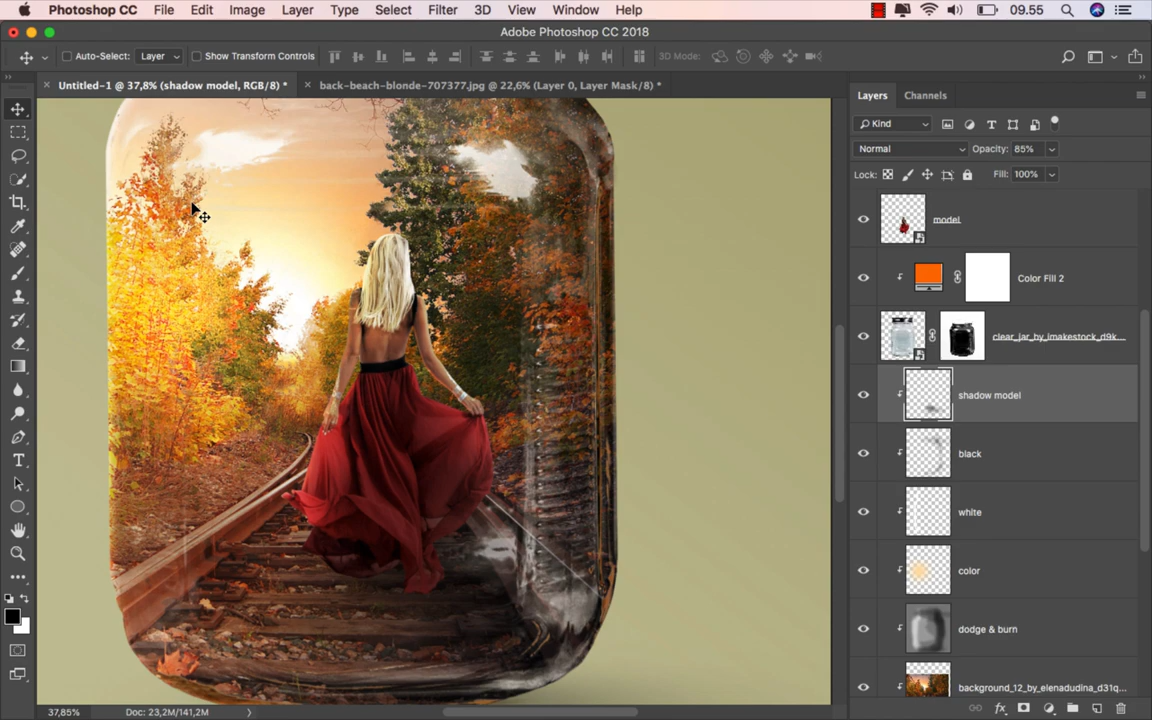 Photoshop CC File Edit Image Layer Type Select Filter 3D View Window Help 09.55
Adobe Photoshop CC 2018
Auto-Select: Layer Show Transform Controls 3D Mode:
× Untitled-1 @ 37,8% (shadow model, RGB/8) * × back-beach-blonde-707377.jpg @ 22,6% (Layer 0, Layer Mask/8) *
Layers Channels
Kind
Normal Opacity: 85%
Lock: Fill: 100%
model
Color Fill 2
clear_jar_by_imakestock_d9k...
shadow model
black
white
color
dodge & burn
background_12_by_elenadudina_d31q...
37,85% Doc: 23,2M/141,2M